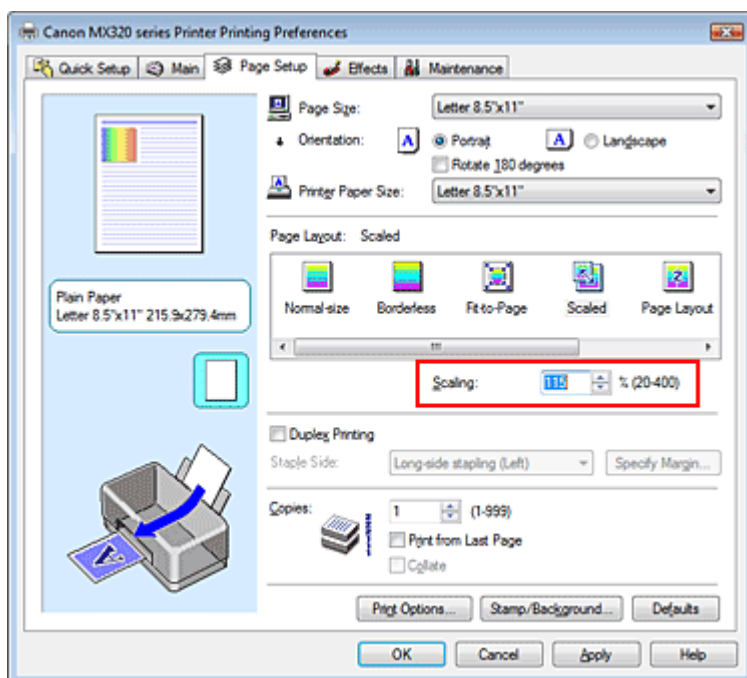 Canon MX320 series Printer Printing Preferences
Quick Setup Main Page Setup Effects Maintenance
Page Size: Letter 8.5"x11"
Orientation: A Portrait A Landscape
Rotate 180 degrees
Printer Paper Size: Letter 8.5"x11"
Page Layout: Scaled
Normal-size Borderless Fit-to-Page Scaled Page Layout
Plain Paper
Letter 8.5"x11" 215.9x279.4mm
Scaling: 115 % (20-400)
Duplex Printing
Staple Side: Long-side stapling (Left) Specify Margin...
Copies: 1 (1-999)
Print from Last Page
Collate
Print Options... Stamp/Background... Defaults
OK Cancel Apply Help